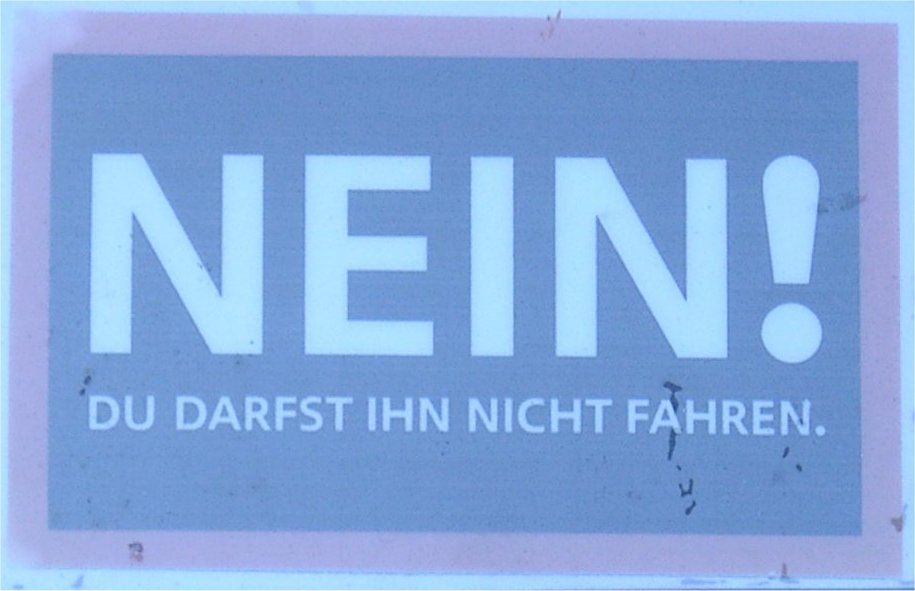 NEIN!
DU DARFST IHN NICHT FAHREN.